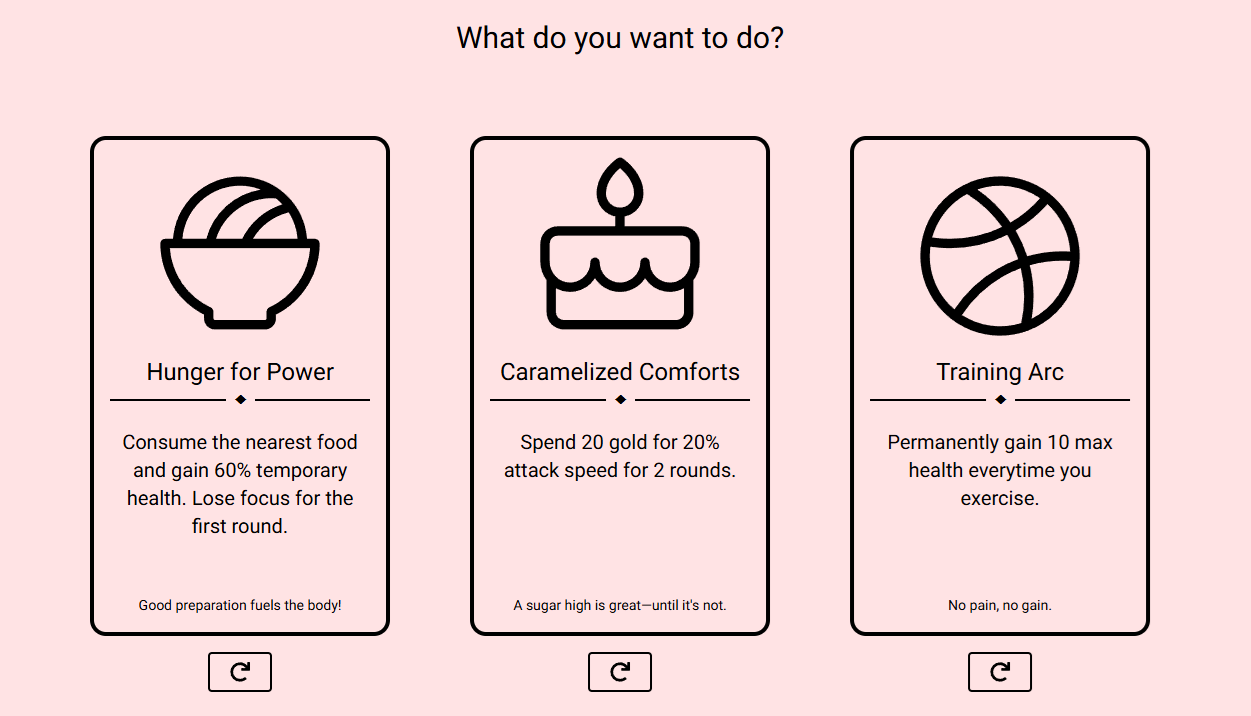 What do you want to do?
Hunger for Power
Consume the nearest food
and gain 60% temporary
health. Lose focus for the
first round.
Good preparation fuels the body!
Caramelized Comforts
Spend 20 gold for 20%
attack speed for 2 rounds.
A sugar high is great—until it's not.
Training Arc
Permanently gain 10 max
health everytime you
exercise.
No pain, no gain.